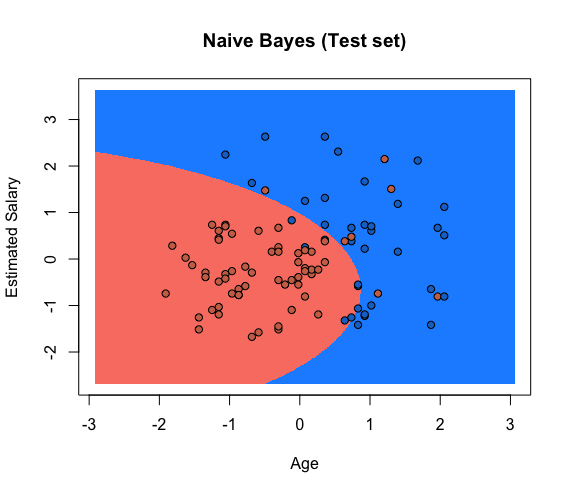 Naive Bayes (Test set)
Estimated Salary
3
2
1
0
-1
-2
-3 -2 -1 0 1 2 3
Age